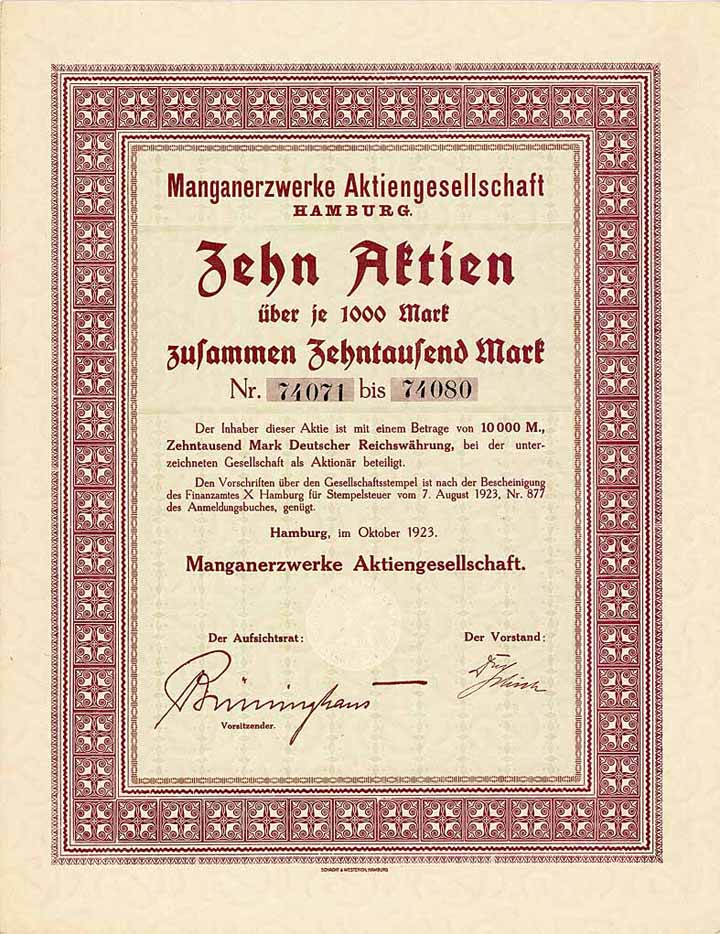 Manganerzwerke Aktiengesellschaft
HAMBURG.
Zehn Aktien
über je 1000 Mark
zusammen Zehntausend Mark
Nr. 74071 bis 74080
Der Inhaber dieser Aktie ist mit einem Betrage von 10000 M.,
Zehntausend Mark Deutscher Reichswährung, bei der unter-
zeichneten Gesellschaft als Aktionär beteiligt.
Den Vorschriften über den Gesellschaftsstempel ist nach der Bescheinigung
des Finanzamtes X Hamburg für Stempelsteuer vom 7. August 1923, Nr. 877
des Anmeldungsbuches, genügt.
Hamburg, im Oktober 1923.
Manganerzwerke Aktiengesellschaft.
Der Aufsichtsrat: Der Vorstand:
Brüninghaus
Vorsitzender.